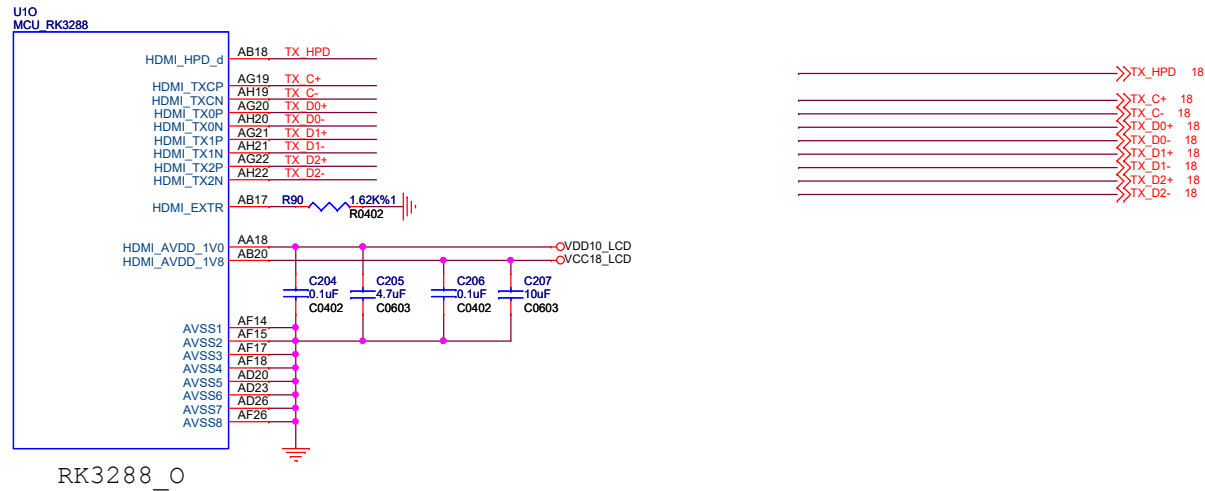 U1O
MCU_RK3288
HDMI_HPD_d AB18 TX_HPD
HDMI_TXCP AG19 TX_C+
HDMI_TXCN AH19 TX_C-
HDMI_TX0P AG20 TX_D0+
HDMI_TX0N AH20 TX_D0-
HDMI_TX1P AG21 TX_D1+
HDMI_TX1N AH21 TX_D1-
HDMI_TX2P AG22 TX_D2+
HDMI_TX2N AH22 TX_D2-
HDMI_EXTR AB17 R90 1.62K%1
R0402
HDMI_AVDD_1V0 AA18 VDD10_LCD
HDMI_AVDD_1V8 AB20 VCC18_LCD
C204 C205 C206 C207
0.1uF 4.7uF 0.1uF 10uF
C0402 C0603 C0402 C0603
AVSS1 AF14
AVSS2 AF15
AVSS3 AF17
AVSS4 AF18
AVSS5 AD20
AVSS6 AD23
AVSS7 AD26
AVSS8 AF26
RK3288_O
TX_HPD 18
TX_C+ 18
TX_C- 18
TX_D0+ 18
TX_D0- 18
TX_D1+ 18
TX_D1- 18
TX_D2+ 18
TX_D2- 18